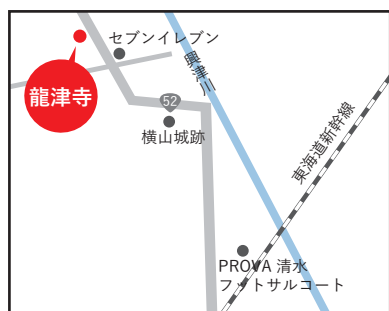 セブンイレブン
龍津寺
興津川
52
横山城跡
東海道新幹線
PROVA 清水
フットサルコート